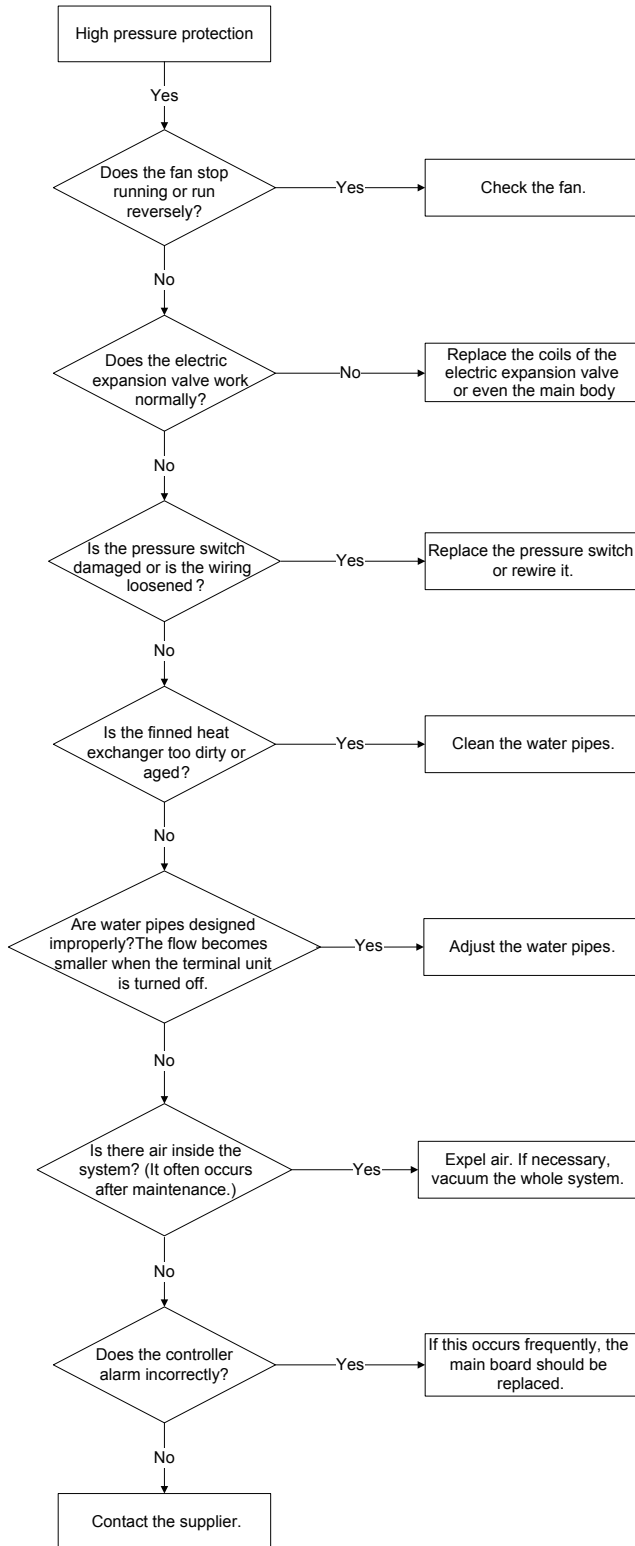 High pressure protection
Yes
Does the fan stop
running or run
reversely?
Yes
Check the fan.
No
Does the electric
expansion valve work
normally?
No
Replace the coils of the
electric expansion valve
or even the main body
No
Is the pressure switch
damaged or is the wiring
loosened ?
Yes
Replace the pressure switch
or rewire it.
No
Is the finned heat
exchanger too dirty or
aged?
Yes
Clean the water pipes.
No
Are water pipes designed
improperly?The flow becomes
smaller when the terminal unit
is turned off.
Yes
Adjust the water pipes.
No
Is there air inside the
system? (It often occurs
after maintenance.)
Yes
Expel air. If necessary,
vacuum the whole system.
No
Does the controller
alarm incorrectly?
Yes
If this occurs frequently, the
main board should be
replaced.
No
Contact the supplier.